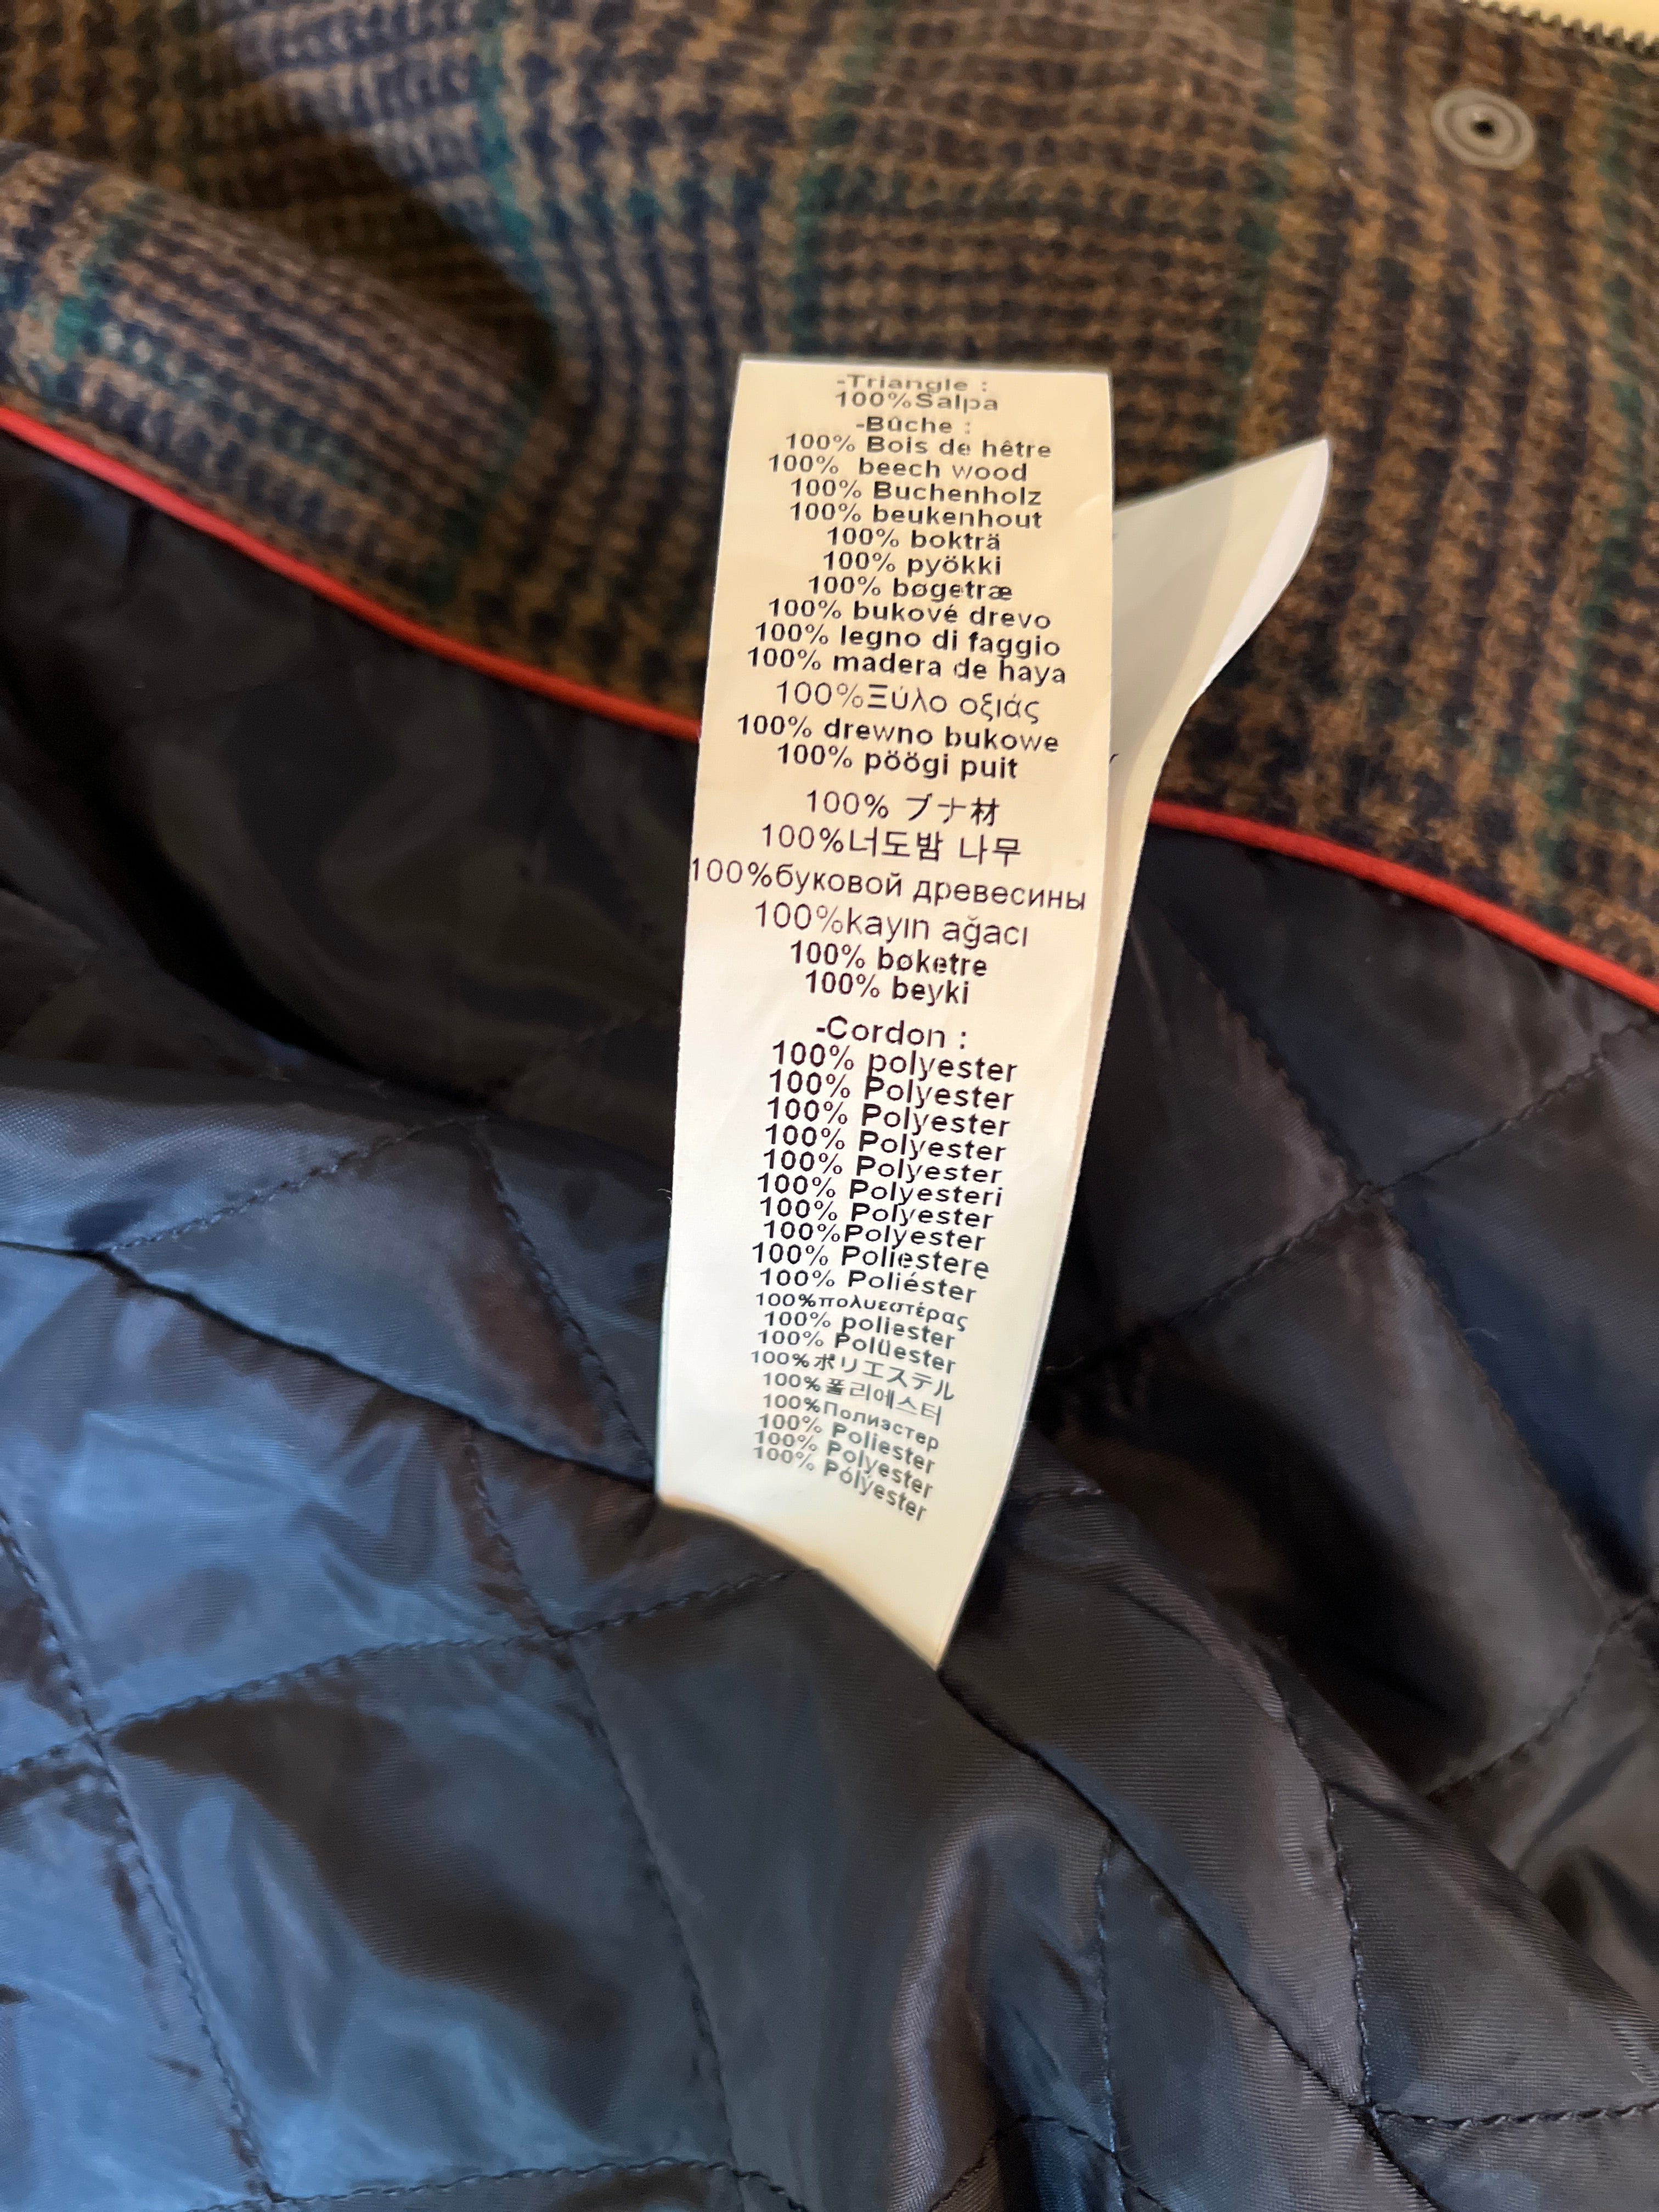 -Triangle :
100%Salpa
-Bûche :
100% Bois de hêtre
100% beech wood
100% Buchenholz
100% beukenhout
100% bokträ
100% pyökki
100% bøgetræ
100% bukové drevo
100% legno di faggio
100% madera de haya
100%Ξύλο οξιάς
100% drewno bukowe
100% pöögi puit
100% ブナ材
100%너도밤 나무
100%буковой древесины
100%kayın ağacı
100% bøketre
100% beyki
-Cordon :
100% polyester
100% Polyester
100% Polyester
100% Polyester
100% Polyester
100% Polyesteri
100% Polyester
100%Polyester
100% Poliestere
100% Poliéster
100%πολυεστέρας
100% poliester
100% Polüester
100%ポリエステル
100%폴리에스터
100%Полиэстер
100% Poliester
100% Polyester
100% Pólýester